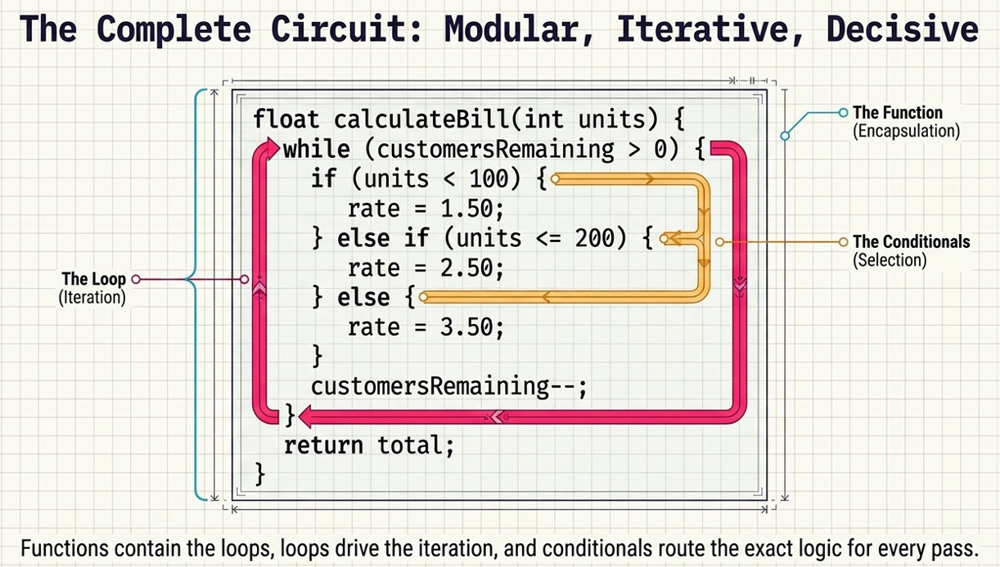 The Complete Circuit: Modular, Iterative, Decisive
float calculateBill(int units) {
while (customersRemaining > 0) {
if (units < 100) {
rate = 1.50;
} else if (units <= 200) {
rate = 2.50;
} else {
rate = 3.50;
}
customersRemaining--;
}
return total;
}
The Loop
(Iteration)
The Function
(Encapsulation)
The Conditionals
(Selection)
Functions contain the loops, loops drive the iteration, and conditionals route the exact logic for every pass.